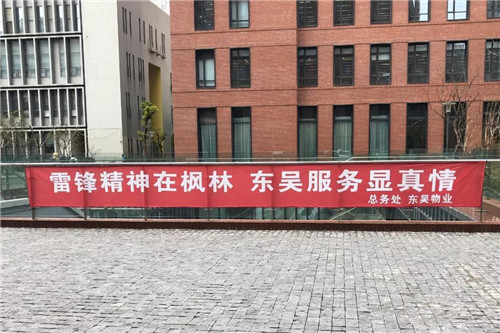 雷锋精神在枫林 东吴服务显真情
总务处 东吴物业